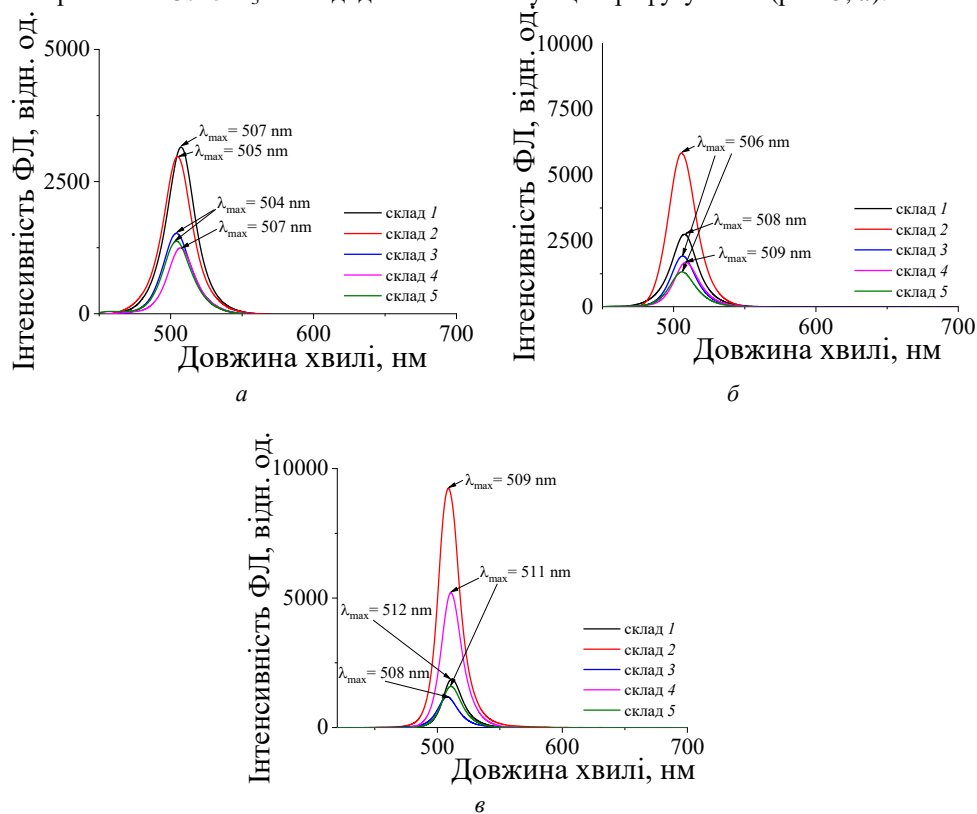 Інтенсивність ФЛ, відн. од.
5000
2500
0
λmax= 507 nm
λmax= 505 nm
λmax= 504 nm
λmax= 507 nm
склад 1
склад 2
склад 3
склад 4
склад 5
500
600
700
Довжина хвилі, нм
а
Інтенсивність ФЛ, відн. од.
10000
7500
5000
2500
0
λmax= 506 nm
λmax= 508 nm
λmax= 509 nm
склад 1
склад 2
склад 3
склад 4
склад 5
500
600
700
Довжина хвилі, нм
б
Інтенсивність ФЛ, відн. од.
10000
5000
0
λmax= 509 nm
λmax= 511 nm
λmax= 512 nm
λmax= 508 nm
склад 1
склад 2
склад 3
склад 4
склад 5
500
600
700
Довжина хвилі, нм
в